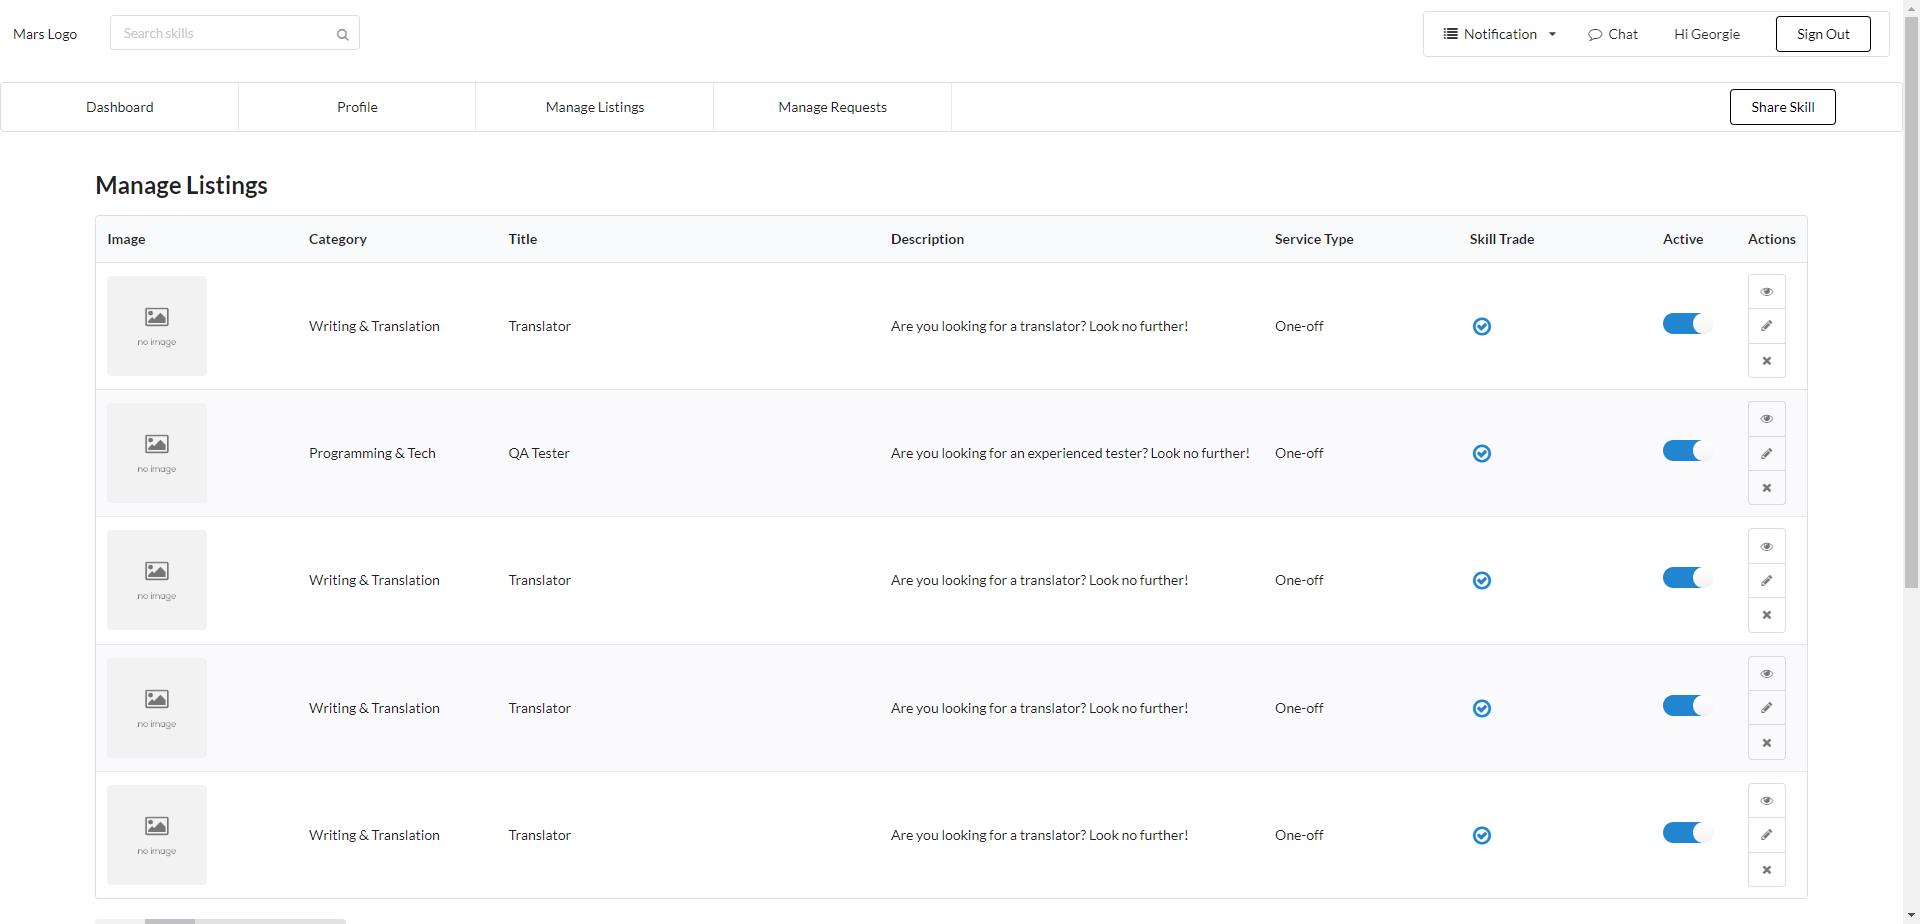 Mars Logo Search skills Notification Chat Hi Georgie Sign Out
Dashboard Profile Manage Listings Manage Requests Share Skill
Manage Listings
Image Category Title Description Service Type Skill Trade Active Actions
Writing & Translation Translator Are you looking for a translator? Look no further! One-off
no image
Programming & Tech QA Tester Are you looking for an experienced tester? Look no further! One-off
no image
Writing & Translation Translator Are you looking for a translator? Look no further! One-off
no image
Writing & Translation Translator Are you looking for a translator? Look no further! One-off
no image
Writing & Translation Translator Are you looking for a translator? Look no further! One-off
no image